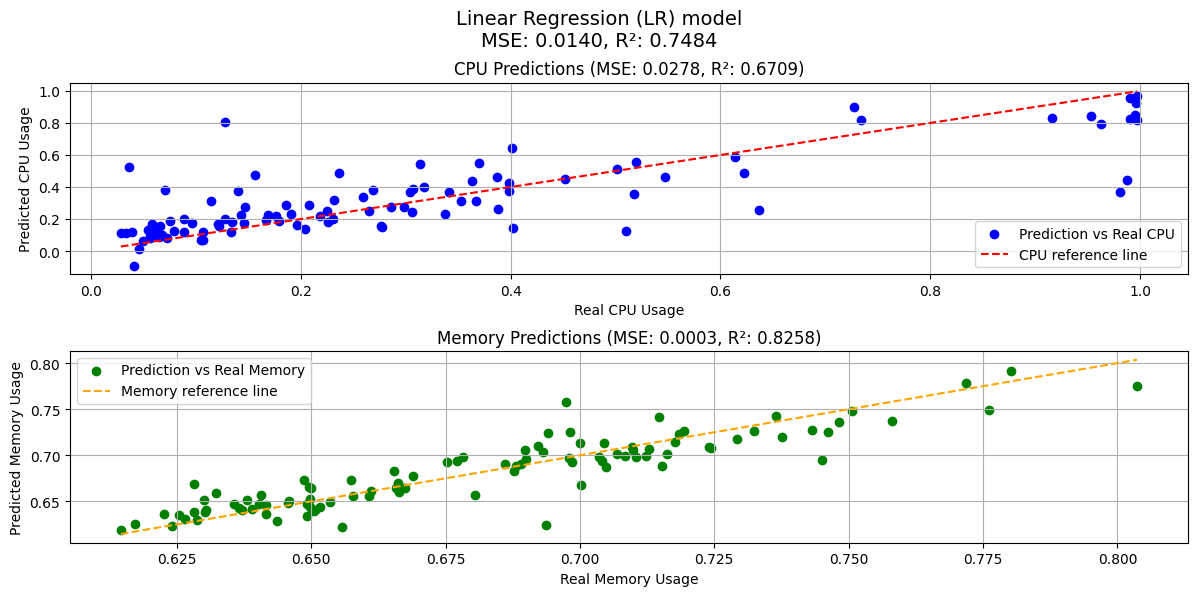 Linear Regression (LR) model
MSE: 0.0140, R²: 0.7484
CPU Predictions (MSE: 0.0278, R²: 0.6709)
Predicted CPU Usage
1.0
0.8
0.6
0.4
0.2
0.0
Prediction vs Real CPU
CPU reference line
0.0 0.2 0.4 0.6 0.8 1.0
Real CPU Usage
Memory Predictions (MSE: 0.0003, R²: 0.8258)
Predicted Memory Usage
0.80
0.75
0.70
0.65
Prediction vs Real Memory
Memory reference line
0.625 0.650 0.675 0.700 0.725 0.750 0.775 0.800
Real Memory Usage